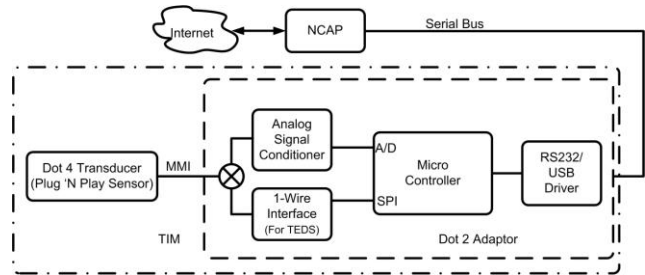 Internet
NCAP
Serial Bus
Dot 4 Transducer
(Plug 'N Play Sensor)
MMI
Analog
Signal
Conditioner
1-Wire
Interface
(For TEDS)
A/D
SPI
Micro
Controller
RS232/
USB
Driver
TIM
Dot 2 Adaptor